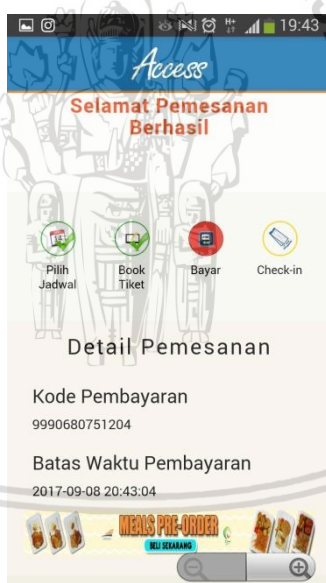 H+ 19:43
Access
Selamat Pemesanan
Berhasil
Pilih Jadwal
Book Tiket
Bayar
Check-in
Detail Pemesanan
Kode Pembayaran
9990680751204
Batas Waktu Pembayaran
2017-09-08 20:43:04
MEALS PRE-ORDER
BELI SEKARANG